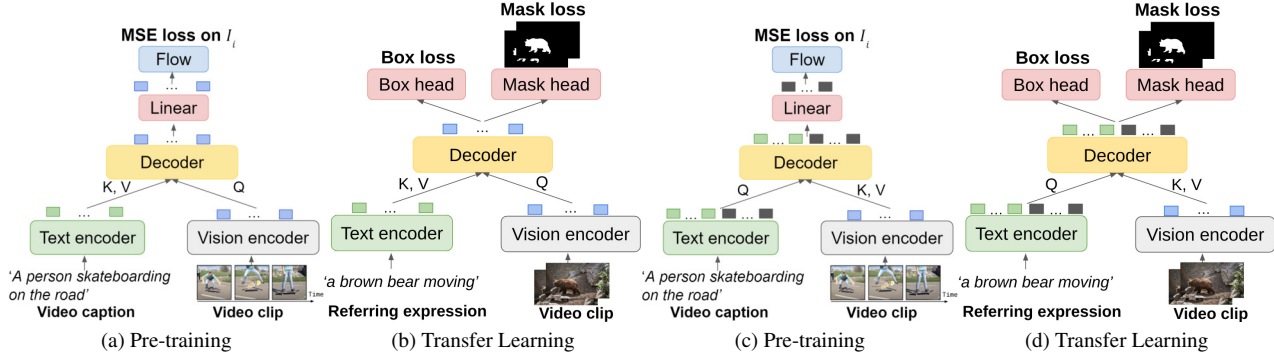 MSE loss on I_i
Flow
...
Linear
...
Decoder
K, V
Q
...
...
Text encoder
Vision encoder
'A person skateboarding
on the road'
Time
Video caption
Video clip
(a) Pre-training
Mask loss
Box loss
Box head
Mask head
...
Decoder
K, V
Q
...
...
Text encoder
Vision encoder
'a brown bear moving'
Referring expression
Video clip
(b) Transfer Learning
MSE loss on I_i
Flow
...
Linear
... ...
Decoder
Q
K, V
... ...
...
Text encoder
Vision encoder
'A person skateboarding
on the road'
Time
Video caption
Video clip
(c) Pre-training
Mask loss
Box loss
Box head
Mask head
... ...
Decoder
Q
K, V
... ...
...
Text encoder
Vision encoder
'a brown bear moving'
Referring expression
Video clip
(d) Transfer Learning